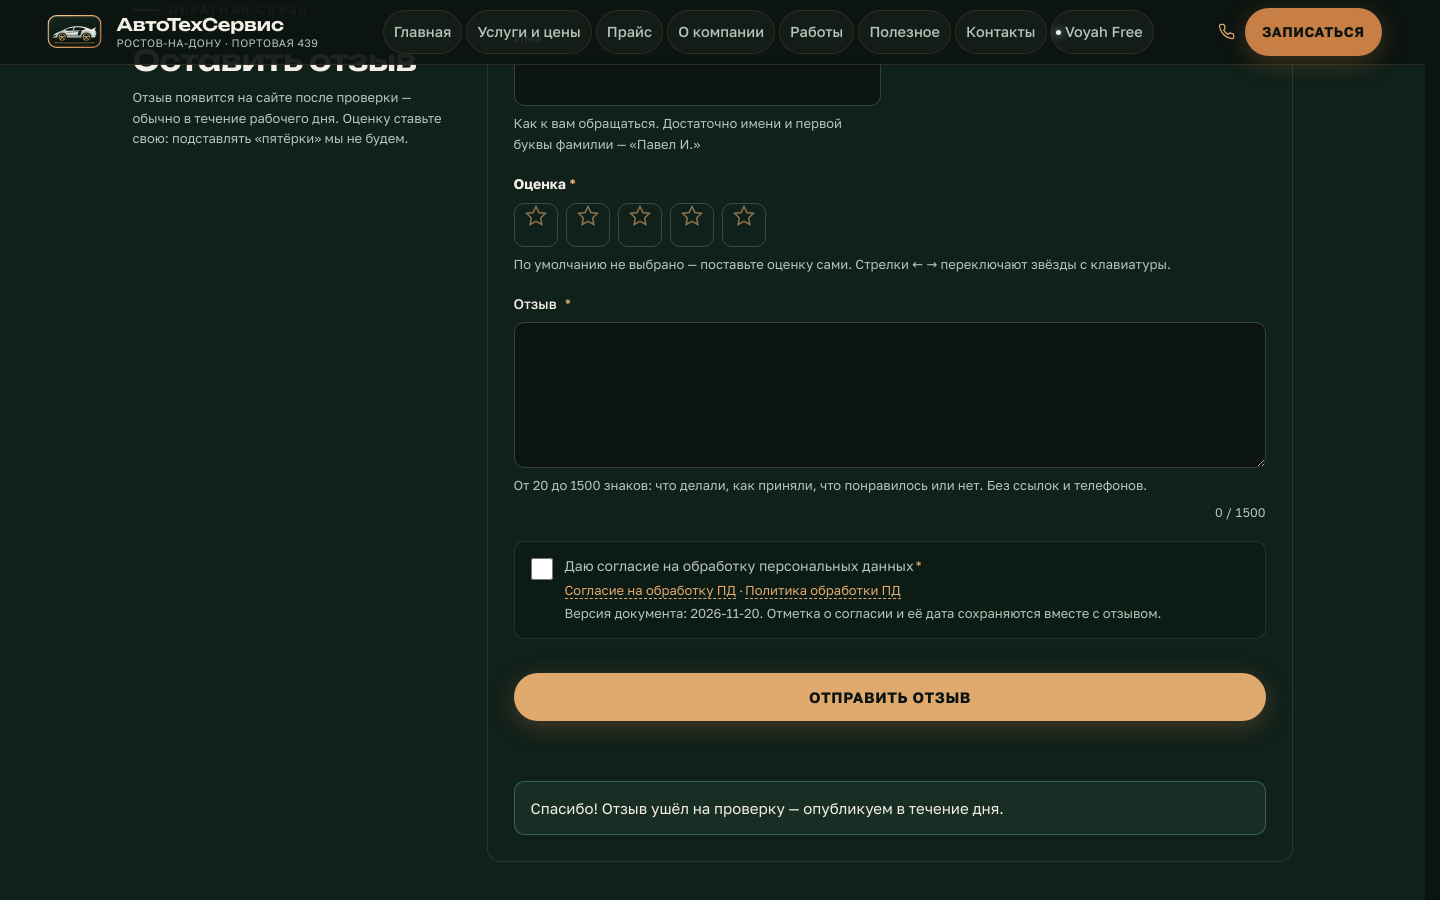 ОБРАТНАЯ СВЯЗЬ
АвтоТехСервис
РОСТОВ-НА-ДОНУ · ПОРТОВАЯ 439
Главная
Услуги и цены
Прайс
О компании
Работы
Полезное
Контакты
Voyah Free
ЗАПИСАТЬСЯ
Оставить отзыв
Отзыв появится на сайте после проверки —
обычно в течение рабочего дня. Оценку ставьте
свою: подставлять «пятёрки» мы не будем.
Как к вам обращаться. Достаточно имени и первой
буквы фамилии — «Павел И.»
Оценка *
По умолчанию не выбрано — поставьте оценку сами. Стрелки ← → переключают звёзды с клавиатуры.
Отзыв *
От 20 до 1500 знаков: что делали, как приняли, что понравилось или нет. Без ссылок и телефонов.
0 / 1500
Даю согласие на обработку персональных данных *
Согласие на обработку ПД · Политика обработки ПД
Версия документа: 2026-11-20. Отметка о согласии и её дата сохраняются вместе с отзывом.
ОТПРАВИТЬ ОТЗЫВ
Спасибо! Отзыв ушёл на проверку — опубликуем в течение дня.